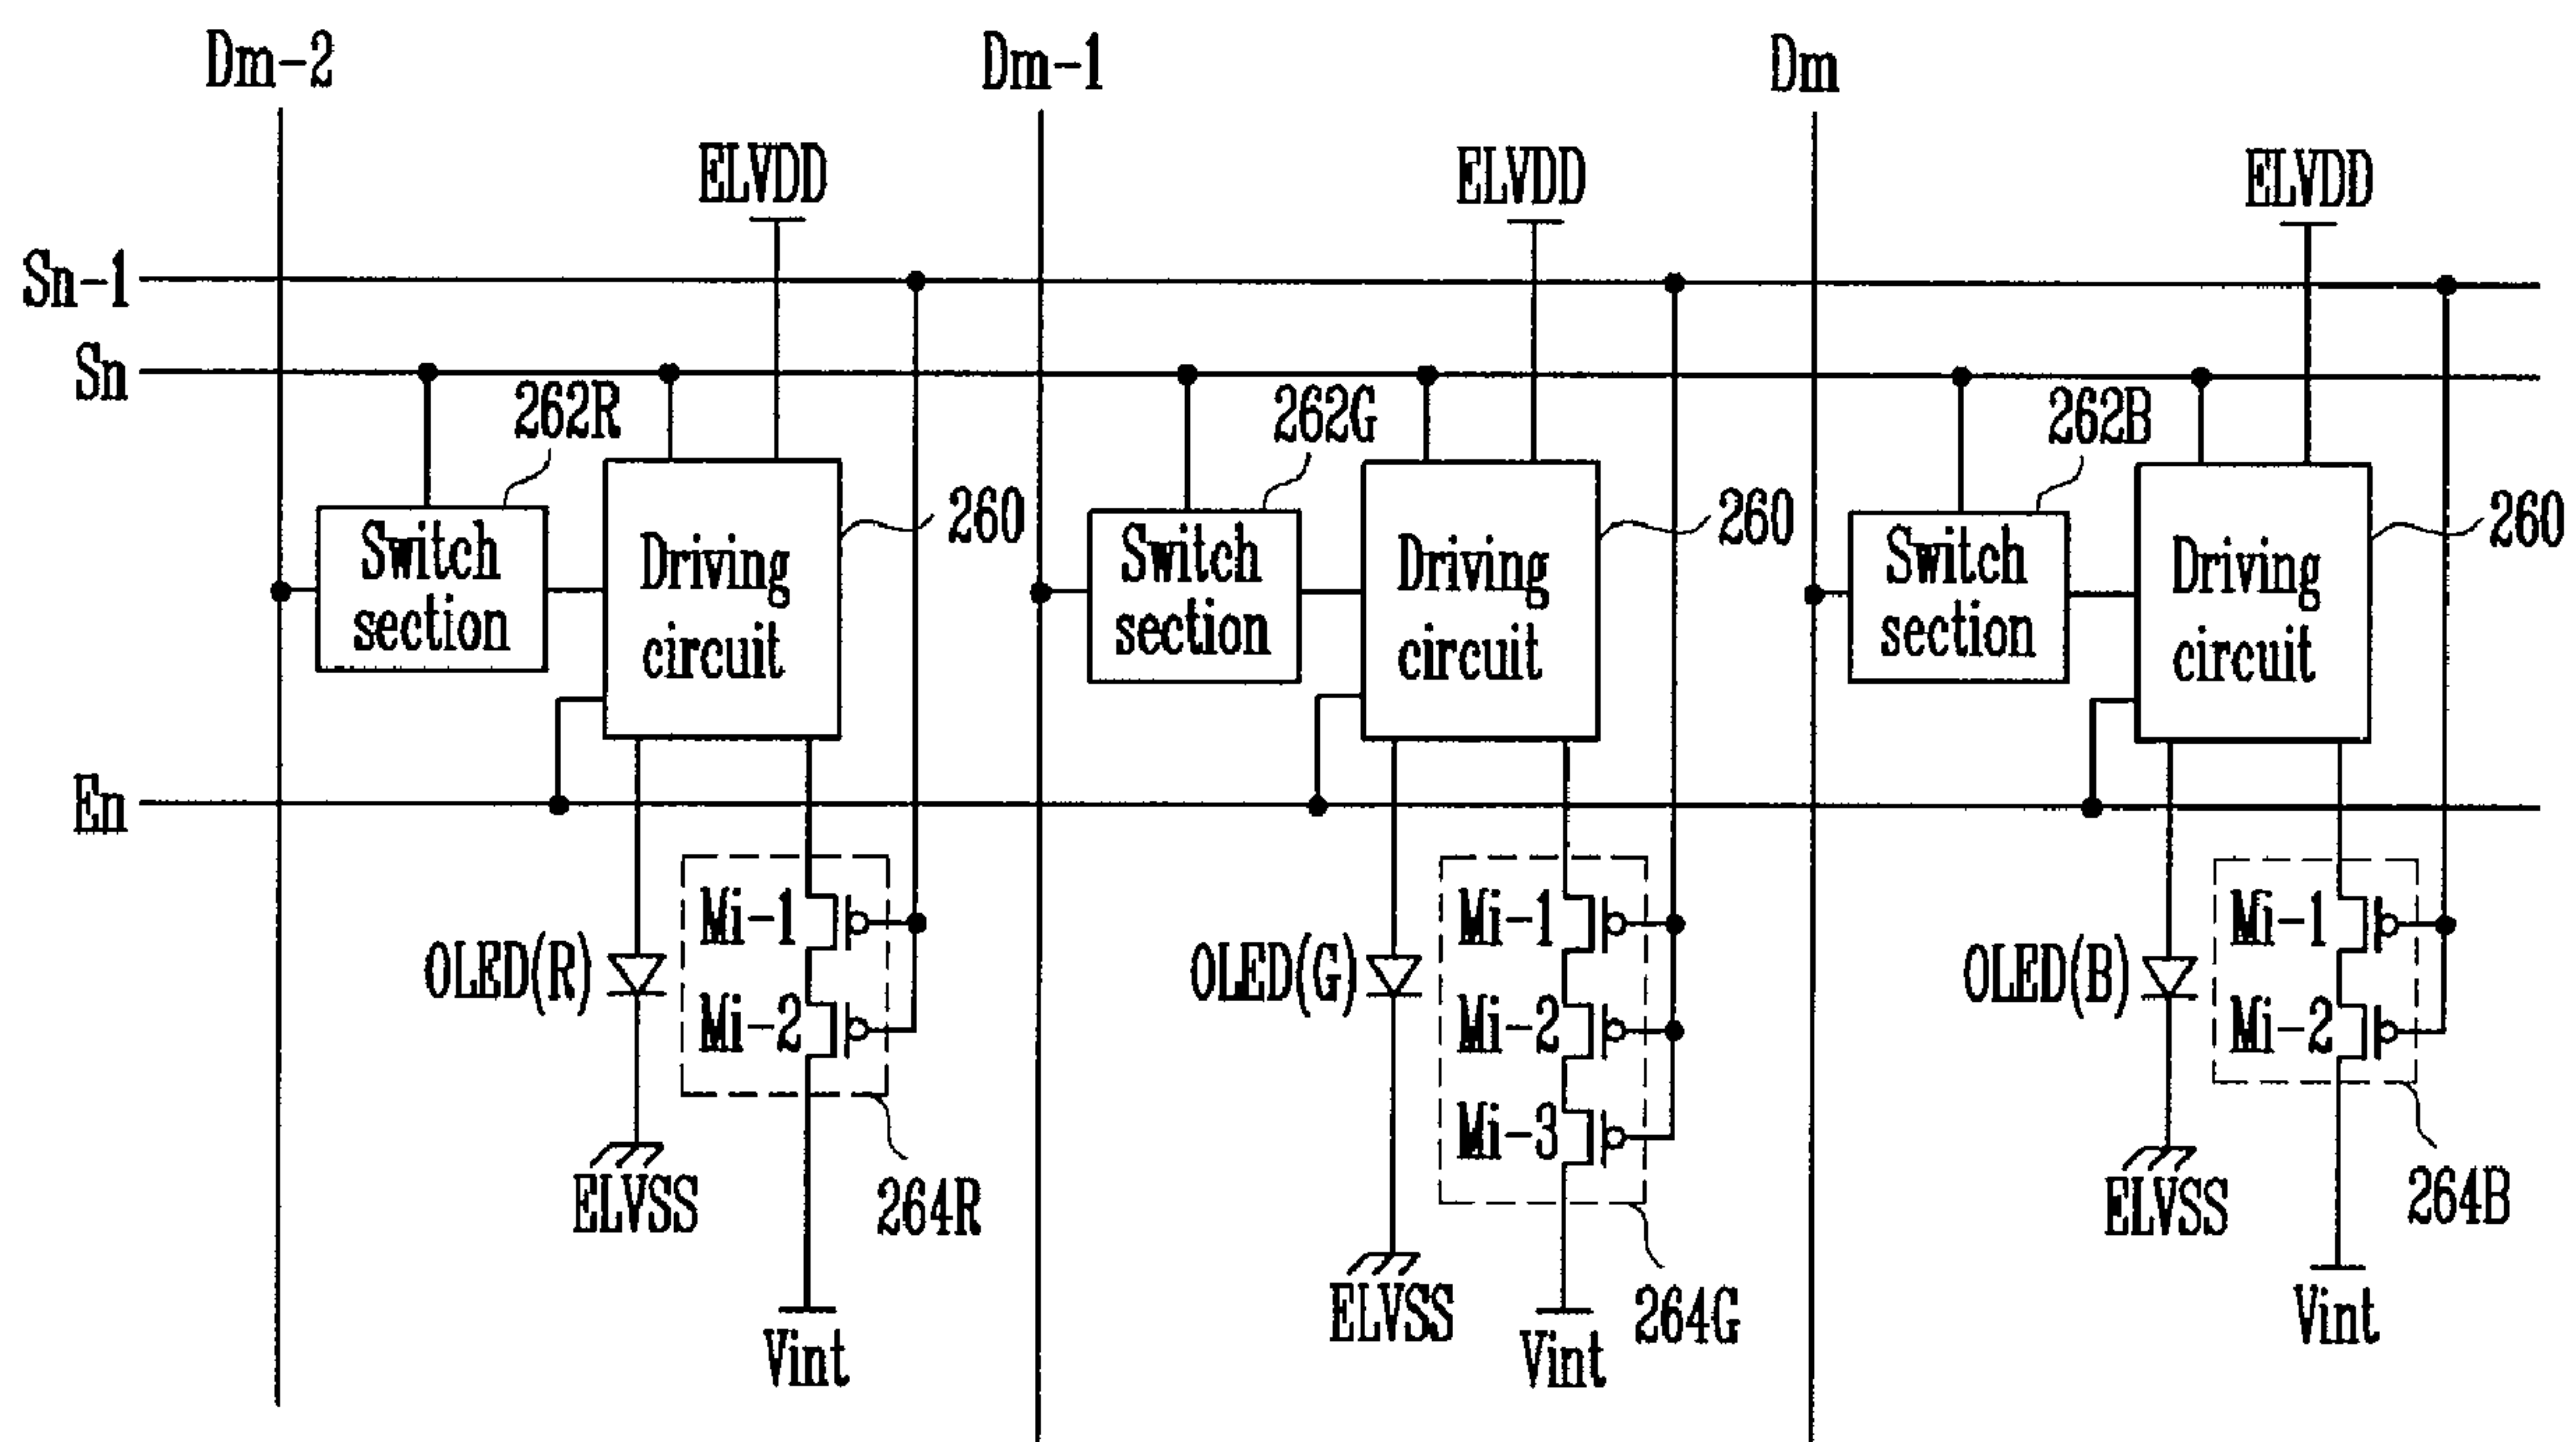 Dm-2
Dm-1
Dm
ELVDD
ELVDD
ELVDD
Sn-1
Sn
262R
262G
262B
Switch
section
Driving
circuit
260
Switch
section
Driving
circuit
260
Switch
section
Driving
circuit
260
En
OLED(R)
Mi-1
Mi-2
OLED(G)
Mi-1
Mi-2
Mi-3
OLED(B)
Mi-1
Mi-2
ELVSS
264R
Vint
ELVSS
264G
Vint
ELVSS
264B
Vint